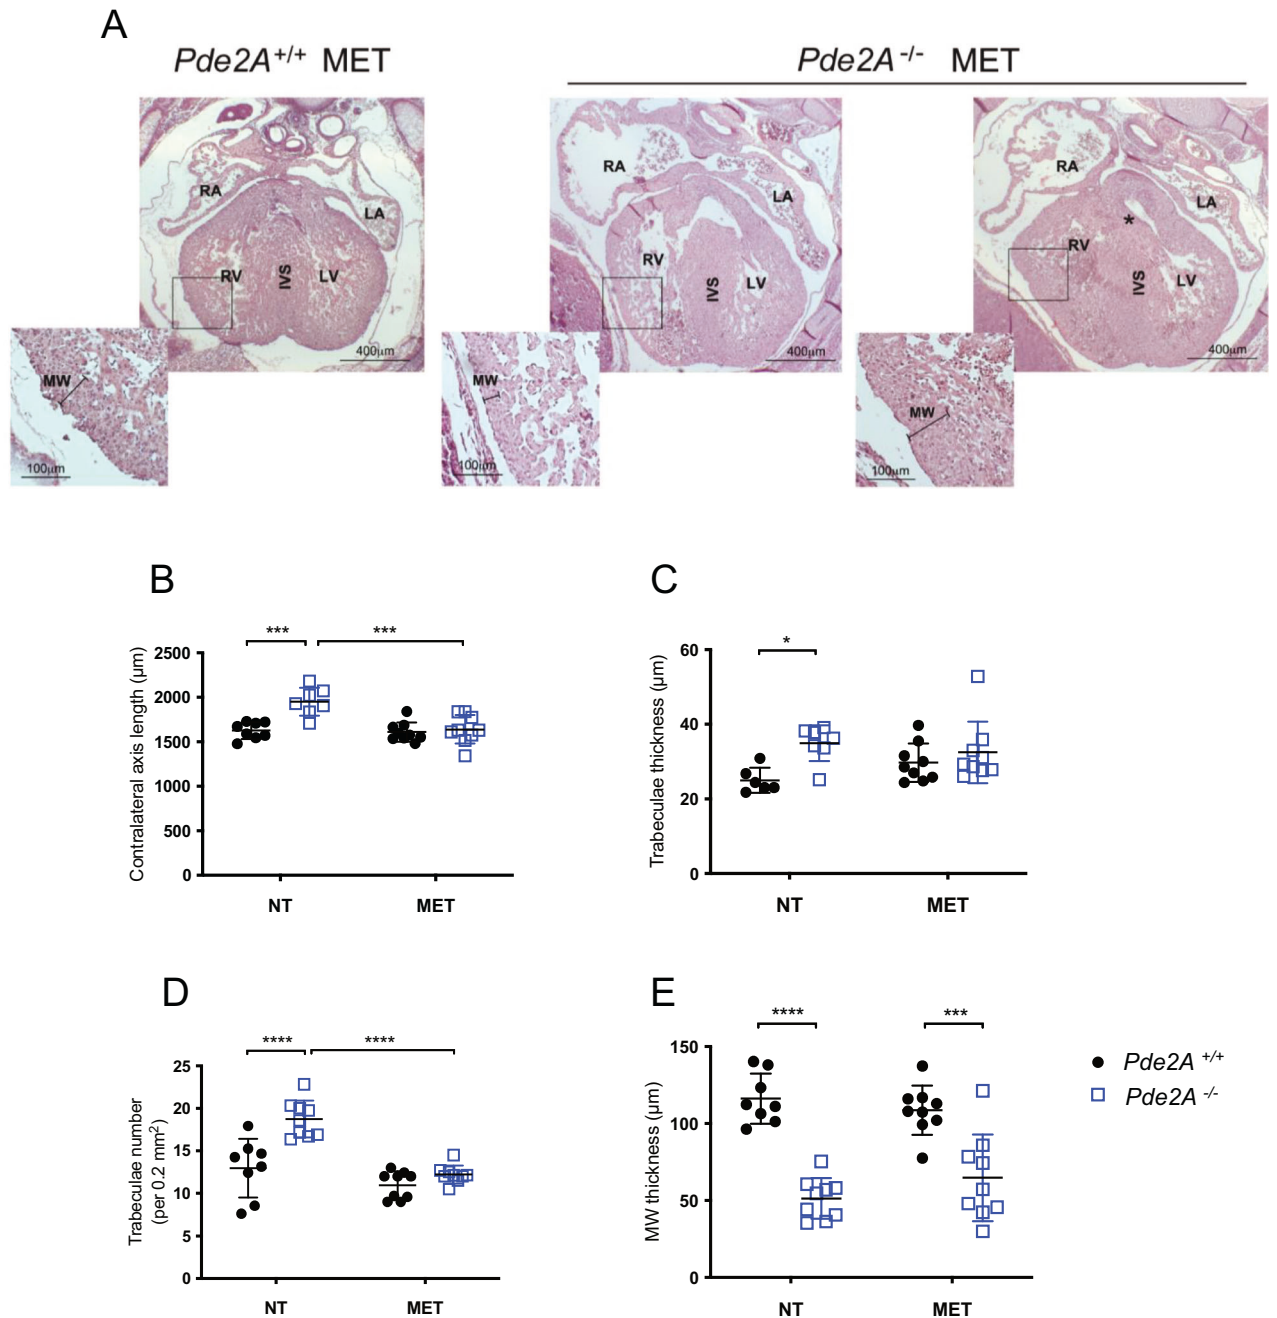 A
Pde2A+/+ MET
Pde2A-/- MET
RA
LA
RV
IVS
LV
400µm
MW
100µm
RA
LA
RV
IVS
LV
400µm
MW
100µm
RA
LA
*
RV
IVS
LV
400µm
MW
100µm
B
*** ***
Contralateral axis length (µm)
2500
2000
1500
1000
500
0
NT MET
C
*
Trabeculae thickness (µm)
60
40
20
0
NT MET
D
**** ****
Trabeculae number
(per 0.2 mm²)
25
20
15
10
5
0
NT MET
E
**** ***
MW thickness (µm)
150
100
50
0
NT MET
Pde2A +/+
Pde2A -/-